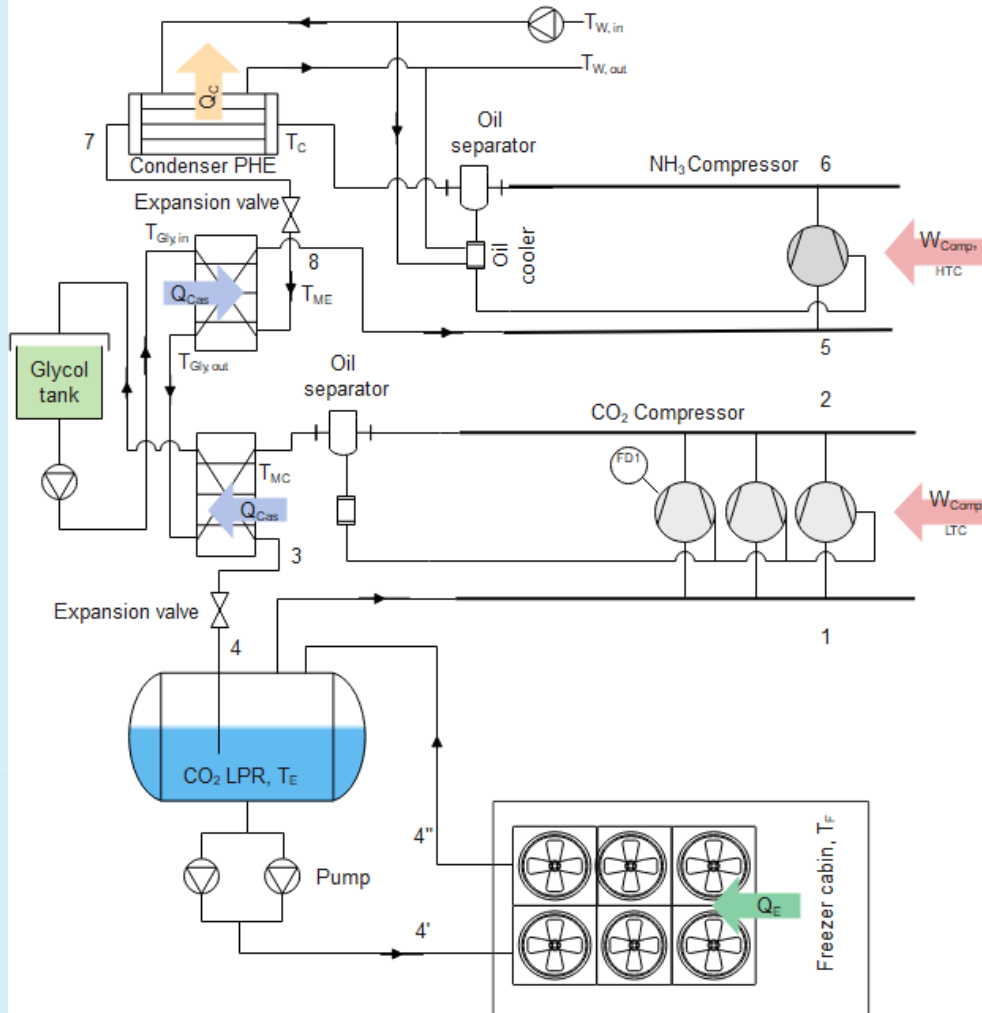 T_W, in
T_W, out
Q_C
7
T_C
Condenser PHE
Oil
separator
NH₃ Compressor
6
Expansion valve
T_Gly, in
8
Oil
cooler
W_Comp,
HTC
Q_Cas
T_ME
5
T_Gly, out
Glycol
tank
Oil
separator
2
CO₂ Compressor
T_MC
FD1
Q_Cas
W_Comp
LTC
3
Expansion valve
4
1
CO₂ LPR, T_E
4"
Pump
Q_E
Freezer cabin, T_F
4'